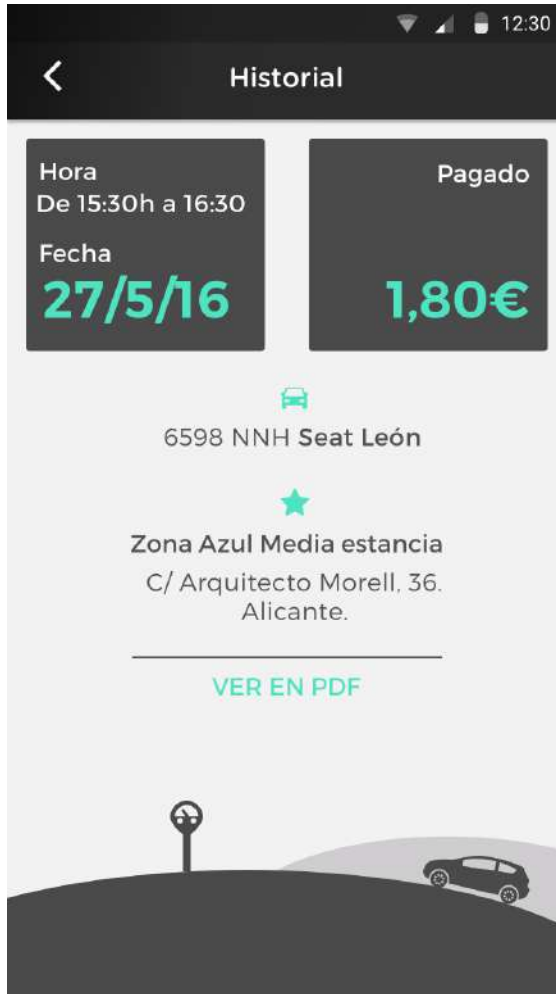 12:30
Historial
Hora
De 15:30h a 16:30
Fecha
27/5/16
Pagado
1,80€
6598 NNH Seat León
Zona Azul Media estancia
C/ Arquitecto Morell, 36.
Alicante.
VER EN PDF